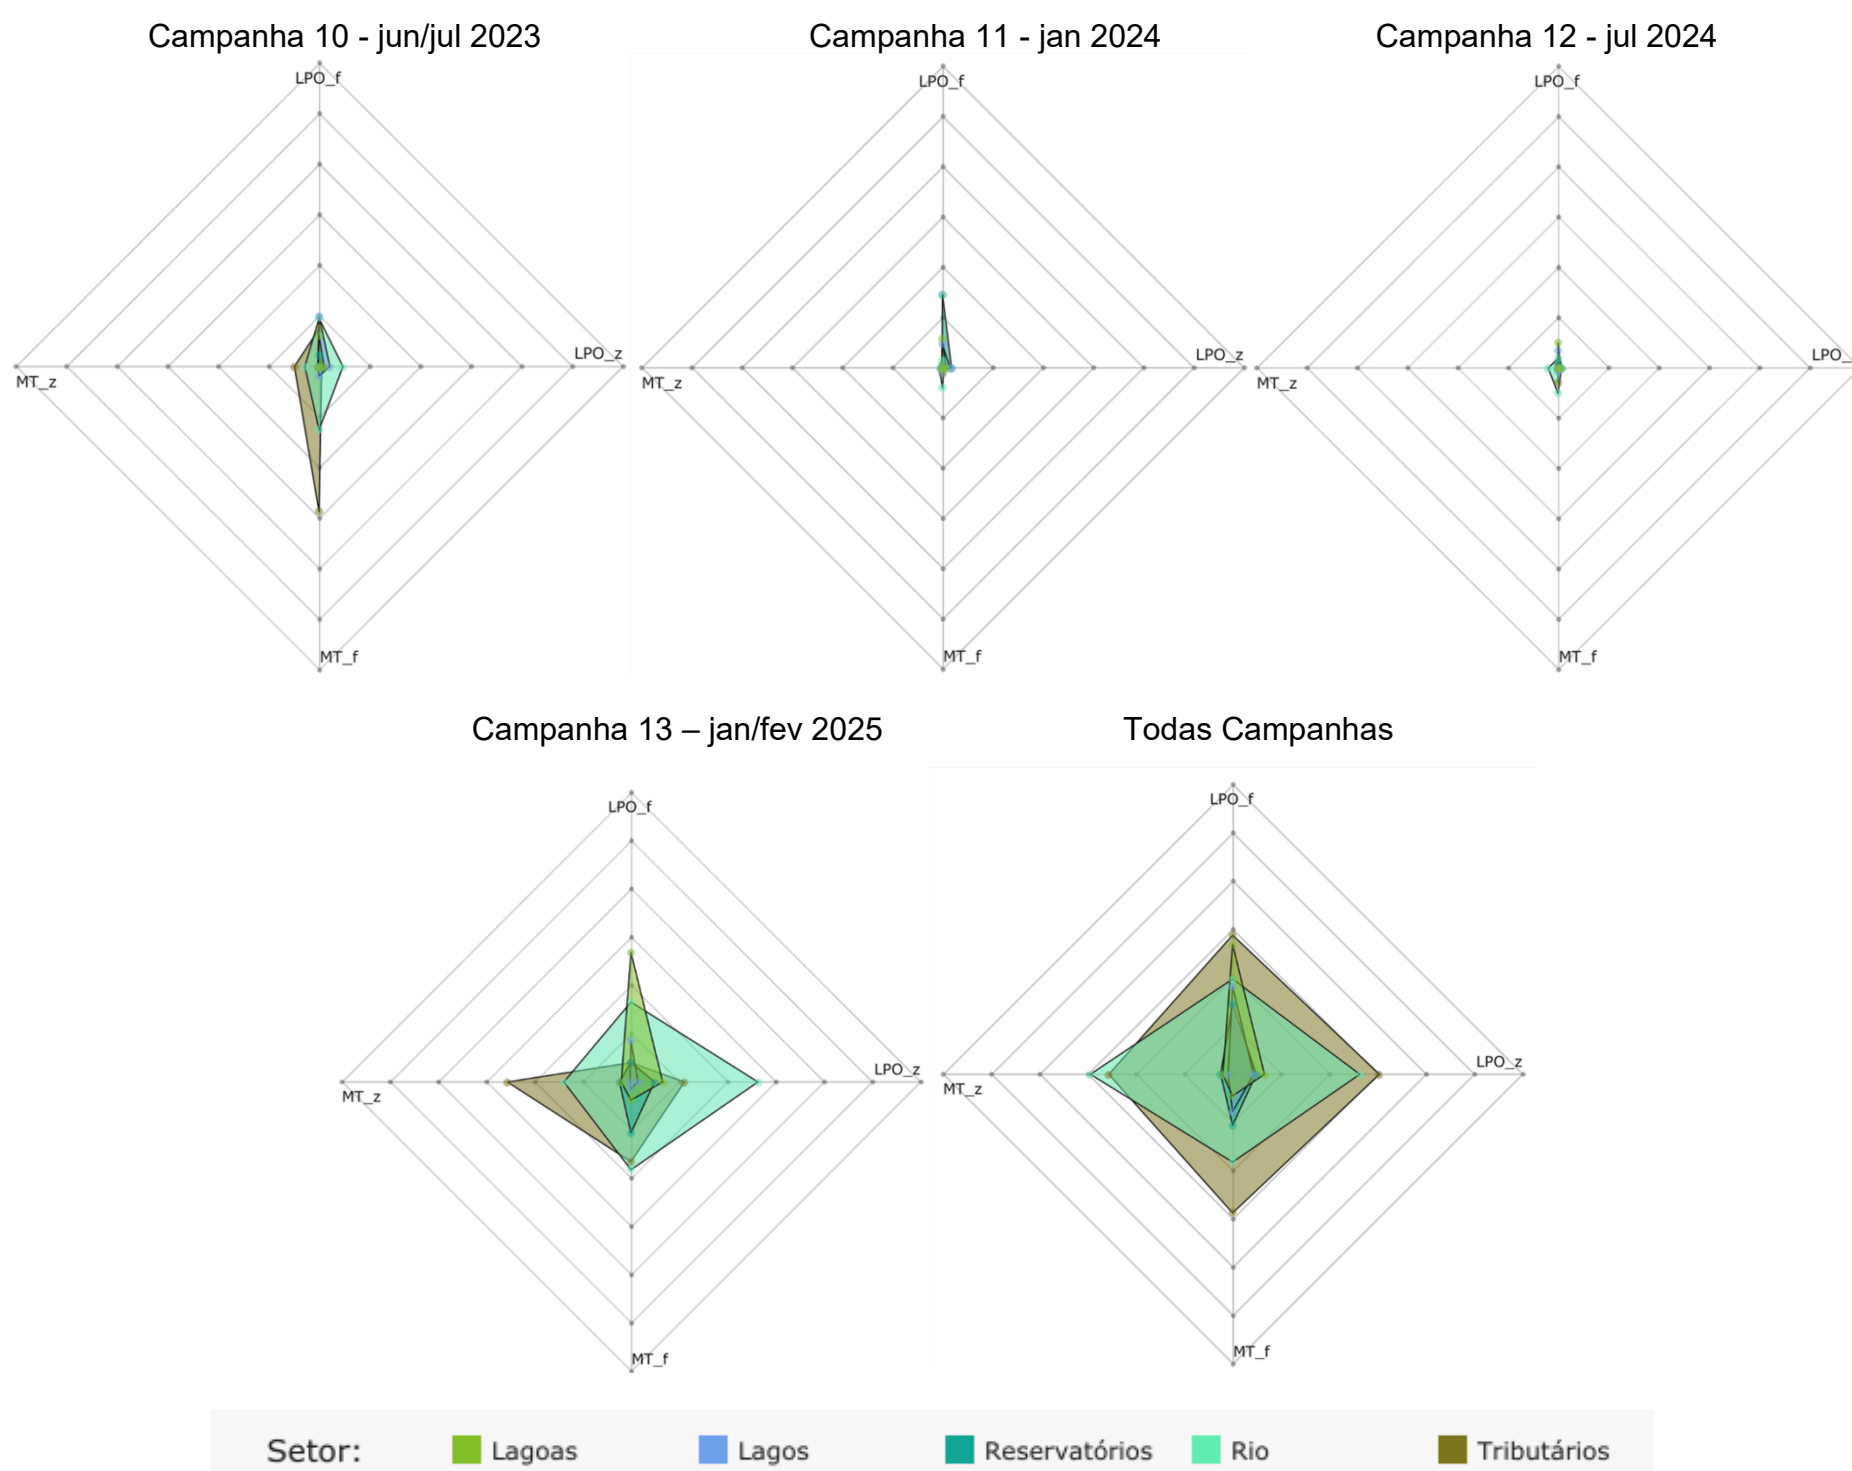 Campanha 10 - jun/jul 2023
Campanha 11 - jan 2024
Campanha 12 - jul 2024
LPO_f
LPO_f
LPO_f
LPO_z
LPO_z
LPO_
MT_z
MT_z
MT_z
MT_f
MT_f
MT_f
Campanha 13 – jan/fev 2025
Todas Campanhas
LPO_f
LPO_f
LPO_z
LPO_z
MT_z
MT_z
MT_f
MT_f
Setor: Lagoas Lagos Reservatórios Rio Tributários